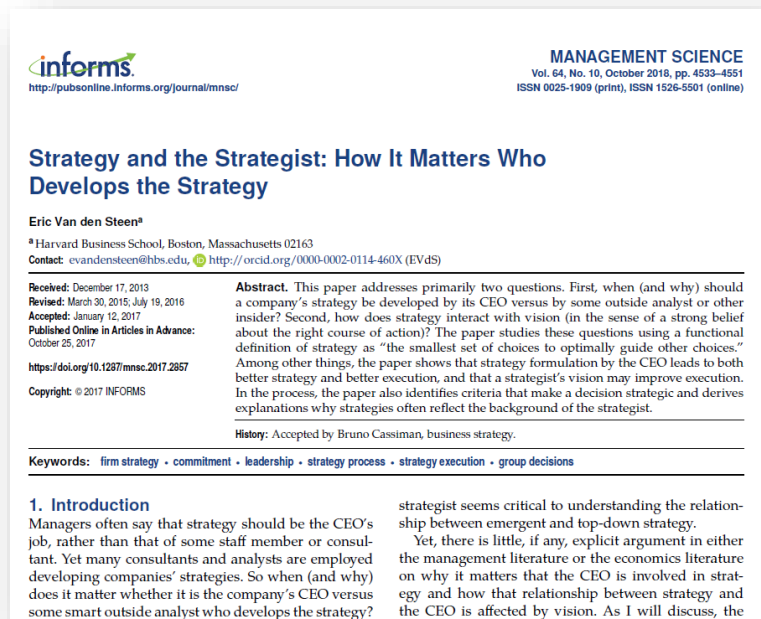 informs.
http://pubsonline.informs.org/journal/mnsc/
MANAGEMENT SCIENCE
Vol. 64, No. 10, October 2018, pp. 4533–4551
ISSN 0025-1909 (print), ISSN 1526-5501 (online)
Strategy and the Strategist: How It Matters Who
Develops the Strategy
Eric Van den Steenª
ª Harvard Business School, Boston, Massachusetts 02163
Contact: evandensteen@hbs.edu, iD http://orcid.org/0000-0002-0114-460X (EVdS)
Received: December 17, 2013
Revised: March 30, 2015; July 19, 2016
Accepted: January 12, 2017
Published Online in Articles in Advance:
October 25, 2017
https://doi.org/10.1287/mnsc.2017.2857
Copyright: © 2017 INFORMS
Abstract. This paper addresses primarily two questions. First, when (and why) should
a company's strategy be developed by its CEO versus by some outside analyst or other
insider? Second, how does strategy interact with vision (in the sense of a strong belief
about the right course of action)? The paper studies these questions using a functional
definition of strategy as “the smallest set of choices to optimally guide other choices.”
Among other things, the paper shows that strategy formulation by the CEO leads to both
better strategy and better execution, and that a strategist's vision may improve execution.
In the process, the paper also identifies criteria that make a decision strategic and derives
explanations why strategies often reflect the background of the strategist.
History: Accepted by Bruno Cassiman, business strategy.
Keywords: firm strategy • commitment • leadership • strategy process • strategy execution • group decisions
1. Introduction
Managers often say that strategy should be the CEO's
job, rather than that of some staff member or consul-
tant. Yet many consultants and analysts are employed
developing companies' strategies. So when (and why)
does it matter whether it is the company's CEO versus
some smart outside analyst who develops the strategy?
strategist seems critical to understanding the relation-
ship between emergent and top-down strategy.
Yet, there is little, if any, explicit argument in either
the management literature or the economics literature
on why it matters that the CEO is involved in strat-
egy and how that relationship between strategy and
the CEO is affected by vision. As I will discuss, the